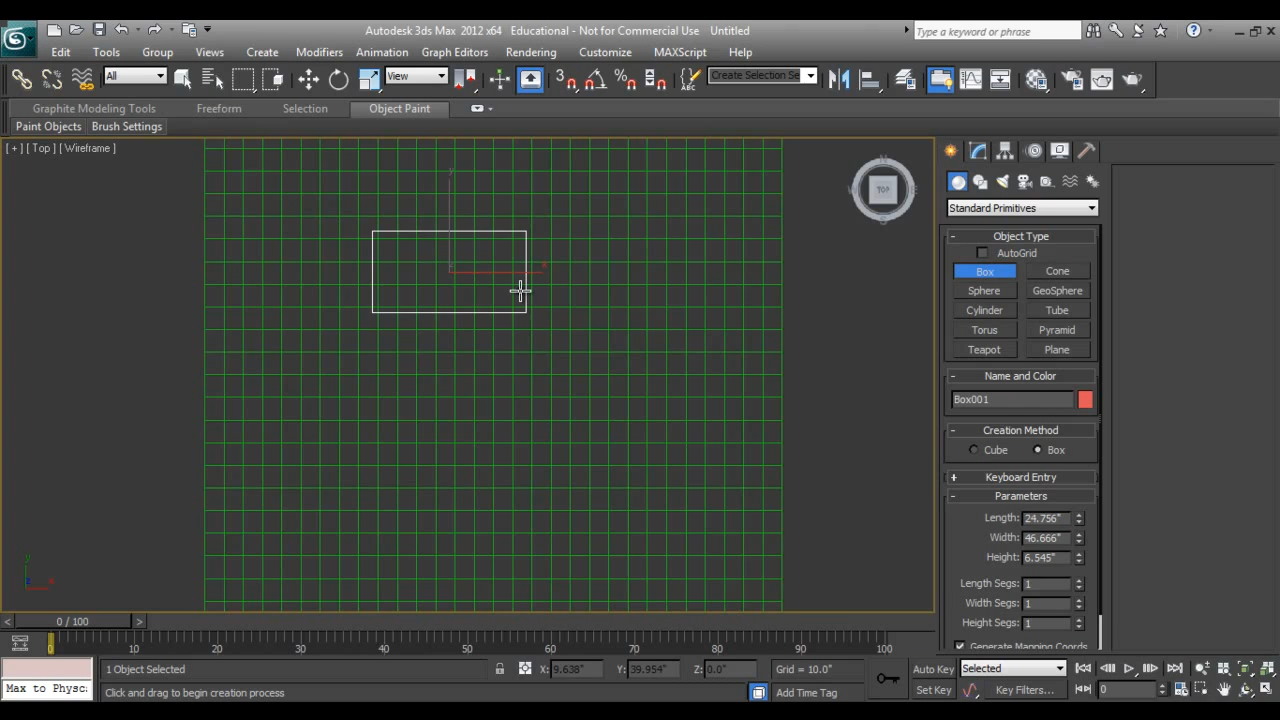 Autodesk 3ds Max 2012 x64 Educational - Not for Commercial Use Untitled
Type a keyword or phrase
Edit Tools Group Views Create Modifiers Animation Graph Editors Rendering Customize MAXScript Help
All View 3 Create Selection Se ABC
Graphite Modeling Tools Freeform Selection Object Paint
Paint Objects Brush Settings
[ + ] [ Top ] [ Wireframe ]
TOP
Standard Primitives
- Object Type
AutoGrid
Box Cone
Sphere GeoSphere
Cylinder Tube
Torus Pyramid
Teapot Plane
- Name and Color
Box001
- Creation Method
Cube Box
+ Keyboard Entry
- Parameters
Length: 24.756"
Width: 46.666"
Height: 6.545"
Length Segs: 1
Width Segs: 1
Height Segs: 1
Generate Mapping Coords
y
x
< 0 / 100 >
0 10 20 30 40 50 60 70 80 90 100
1 Object Selected X: 9.638" Y: 39.954" Z: 0.0" Grid = 10.0" Auto Key Selected
Max to Physc: Click and drag to begin creation process Add Time Tag Set Key Key Filters... 0